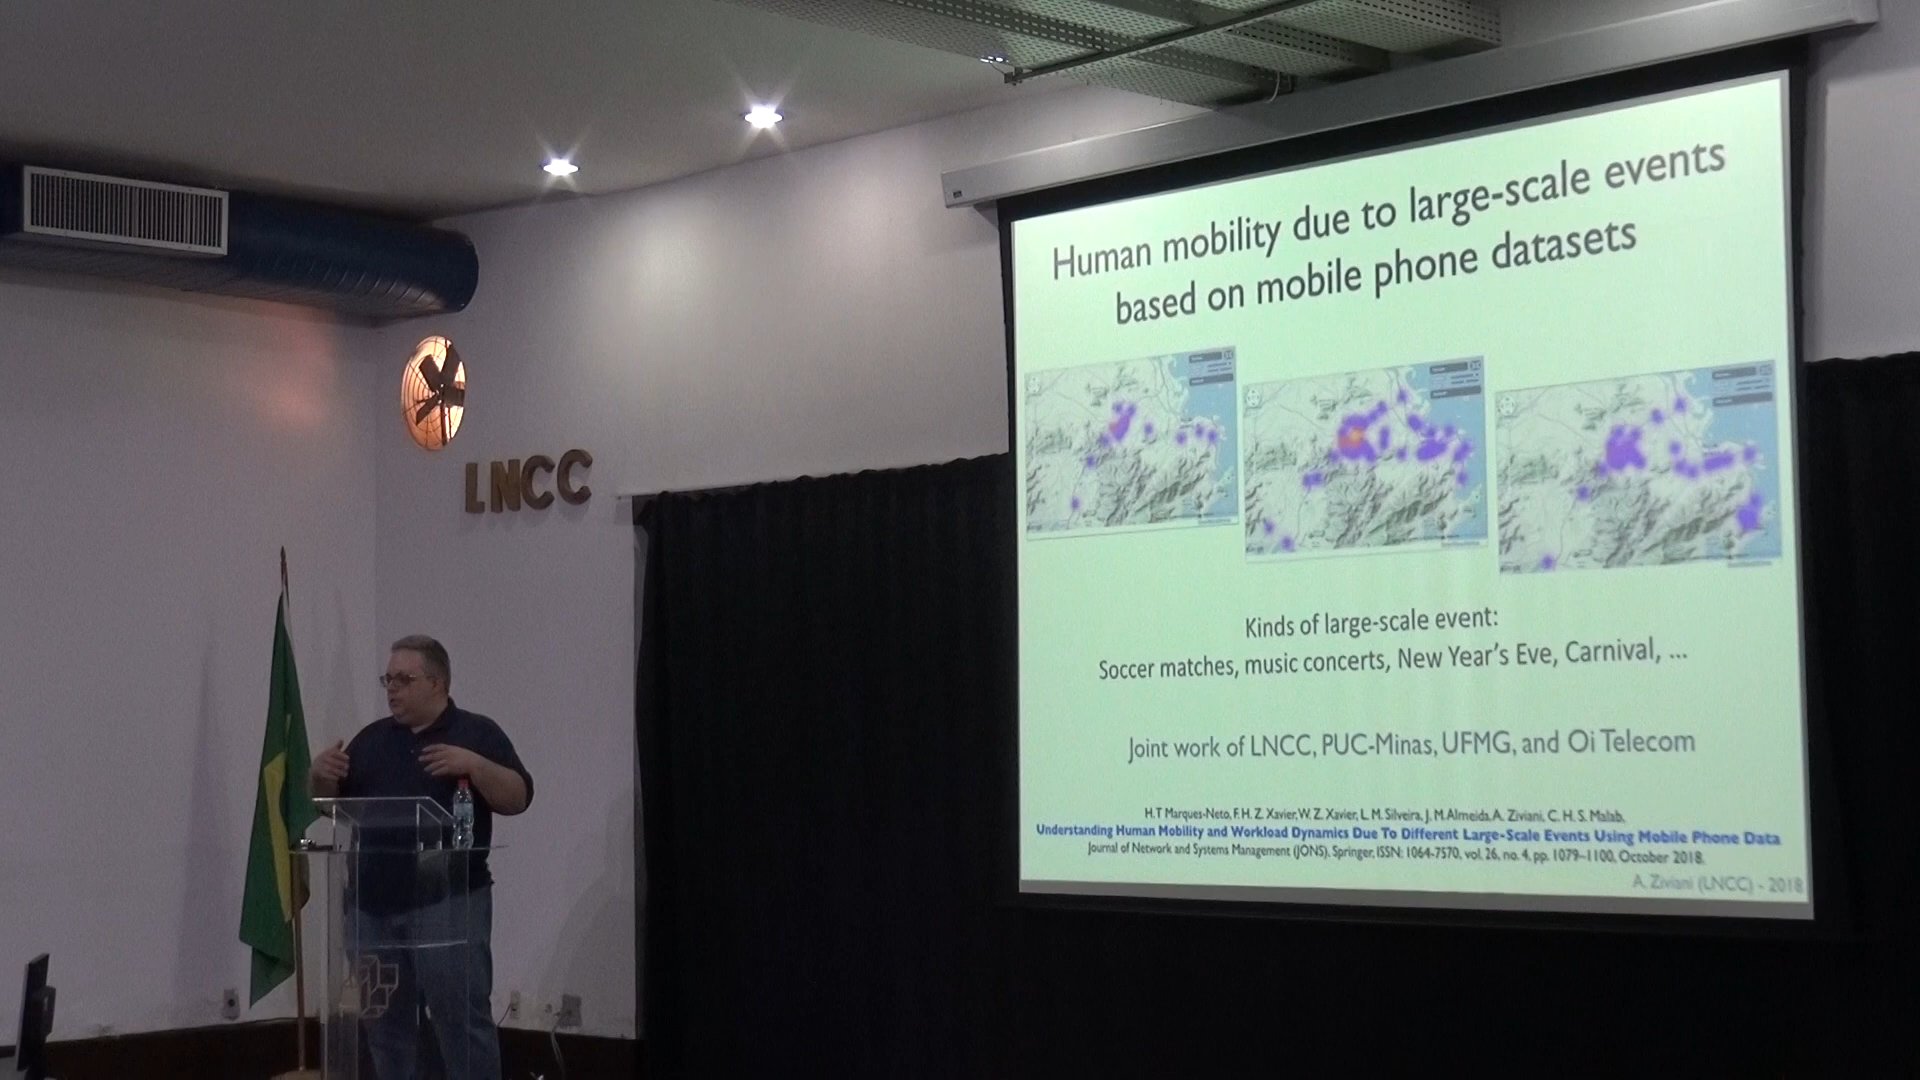 LNCC
Human mobility due to large-scale events
based on mobile phone datasets
Kinds of large-scale event:
Soccer matches, music concerts, New Year's Eve, Carnival, ...
Joint work of LNCC, PUC-Minas, UFMG, and Oi Telecom
H.T Marques-Neto, F. H. Z. Xavier, W. Z. Xavier, L. M. Silveira, J. M. Almeida. A. Ziviani, C. H. S. Malab.
Understanding Human Mobility and Workload Dynamics Due To Different Large-Scale Events Using Mobile Phone Data
Journal of Network and Systems Management (JONS). Springer, ISSN: 1064-7570, vol. 26, no. 4, pp. 1079–1100, October 2018.
A. Ziviani (LNCC) - 2018